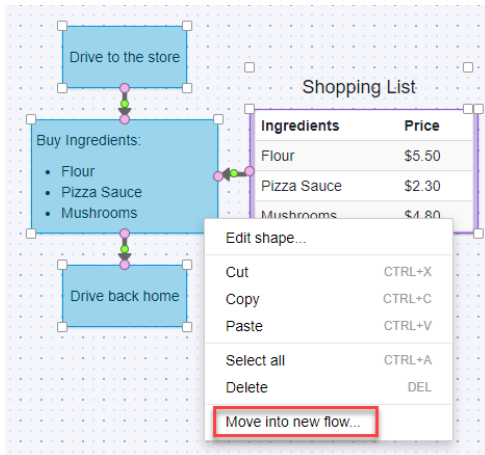 Drive to the store
Shopping List
Ingredients Price
Flour $5.50
Pizza Sauce $2.30
Mushrooms $4.80
Buy Ingredients:
• Flour
• Pizza Sauce
• Mushrooms
Drive back home
Edit shape...
Cut CTRL+X
Copy CTRL+C
Paste CTRL+V
Select all CTRL+A
Delete DEL
Move into new flow...